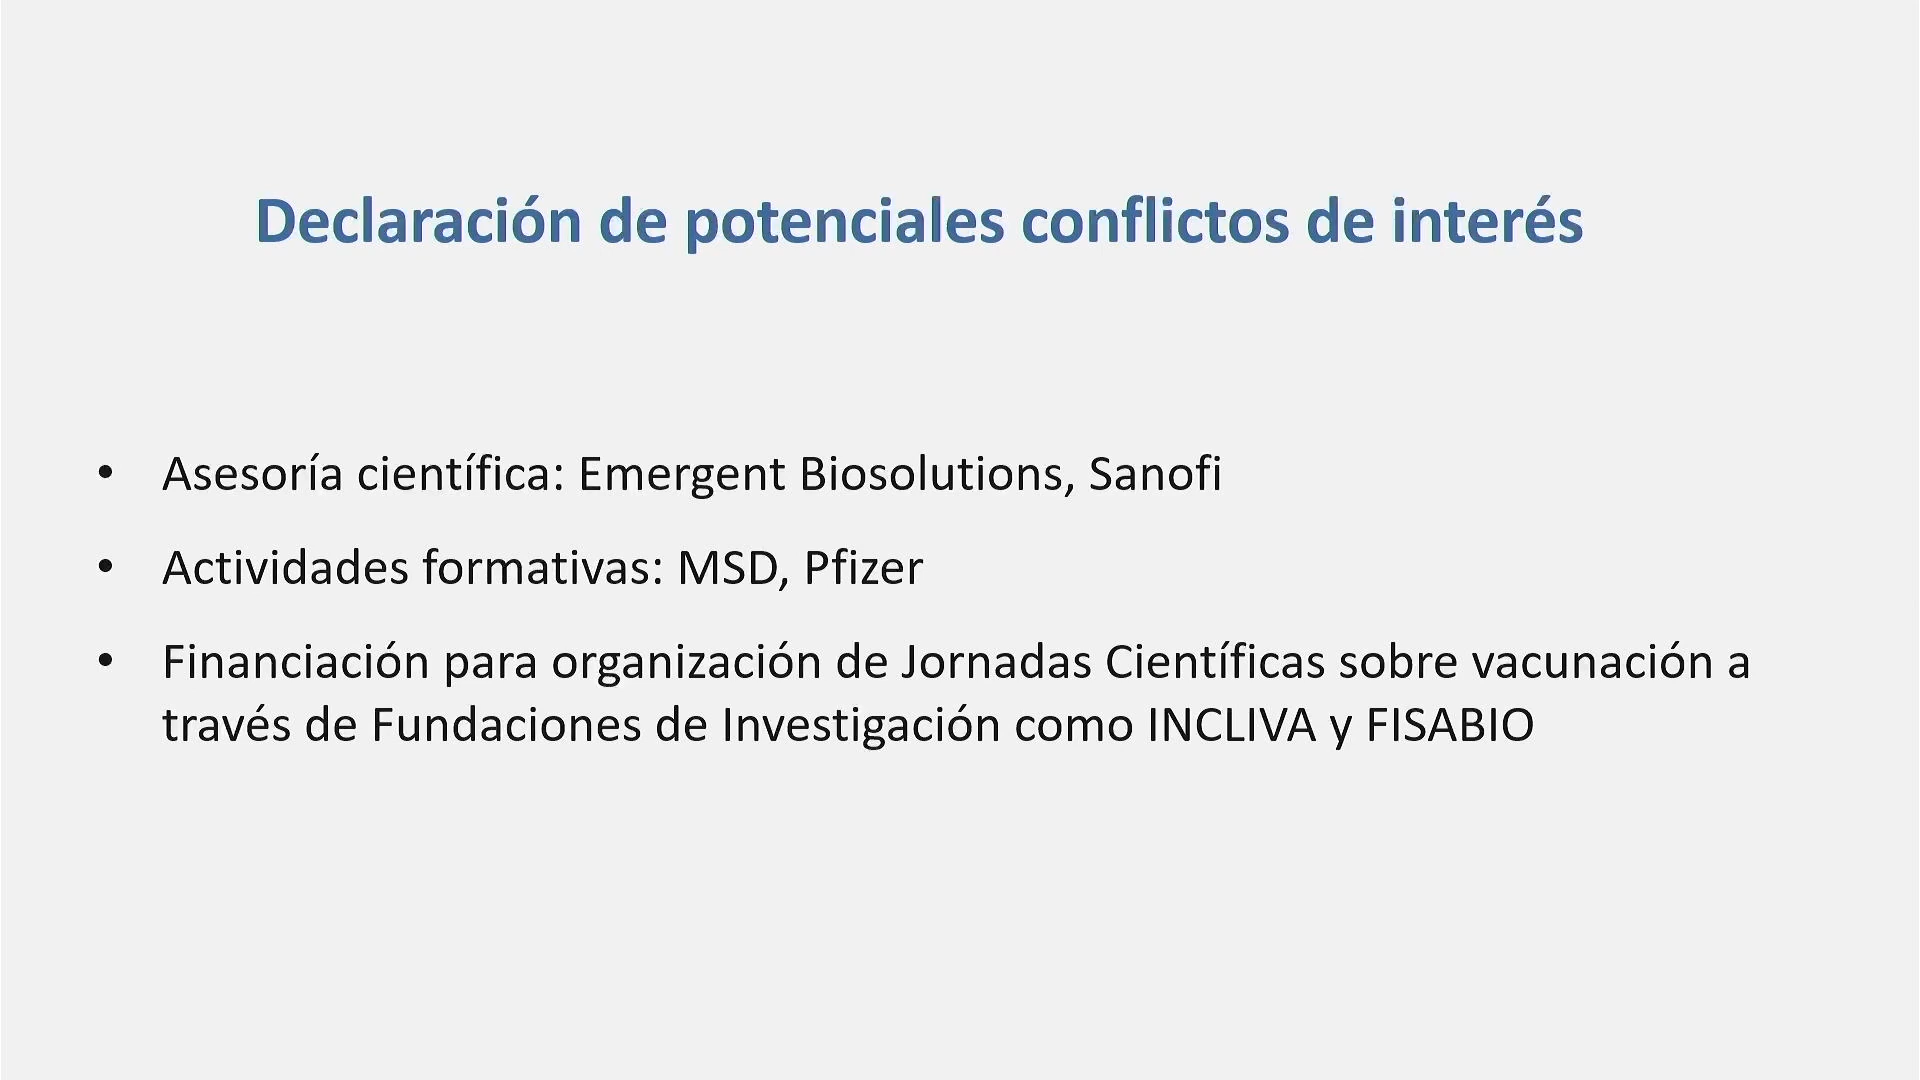 Declaración de potenciales conflictos de interés
• Asesoría científica: Emergent Biosolutions, Sanofi
• Actividades formativas: MSD, Pfizer
• Financiación para organización de Jornadas Científicas sobre vacunación a
través de Fundaciones de Investigación como INCLIVA y FISABIO